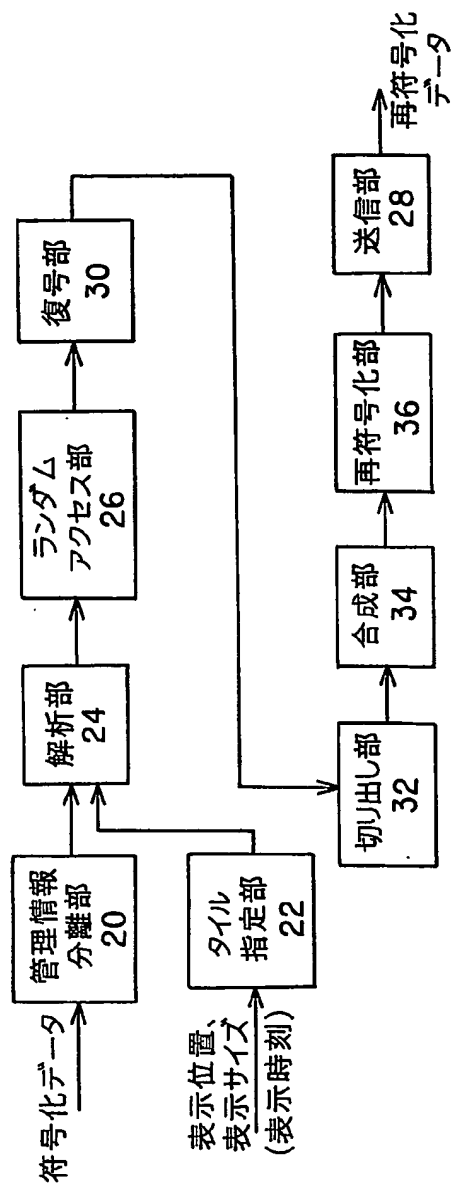 符号化データ
管理情報
分離部
20
表示位置、
表示サイズ
(表示時刻)
タイル
指定部
22
解析部
24
ランダム
アクセス部
26
復号部
30
切り出し部
32
合成部
34
再符号化部
36
送信部
28
再符号化
データ